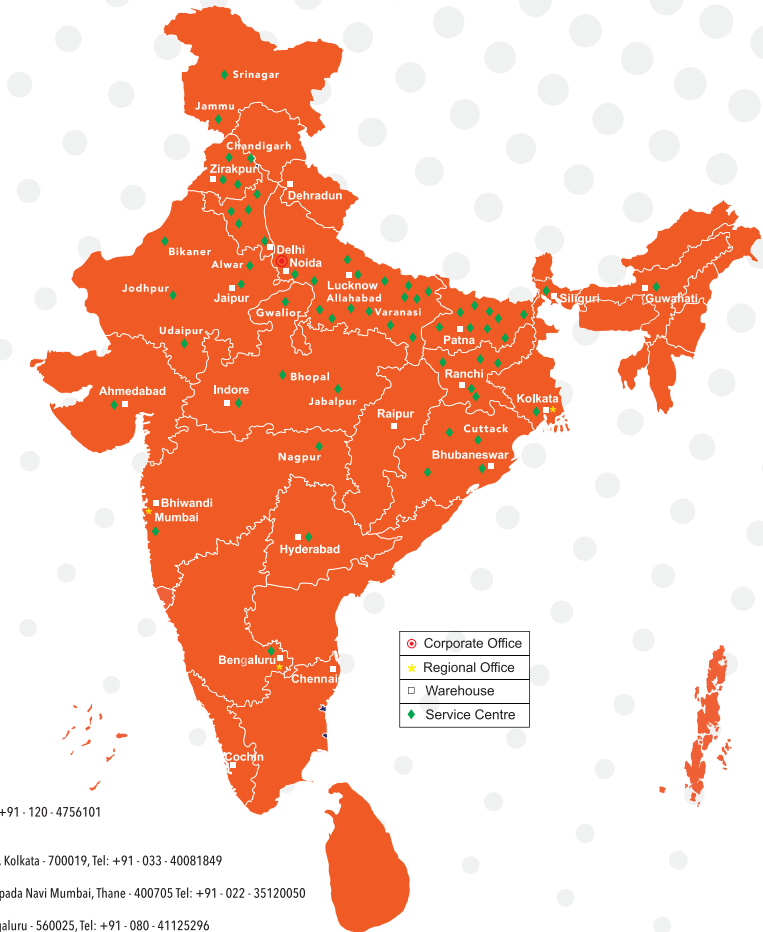 Srinagar
Jammu
Chandigarh
Zirakpur
Dehradun
Delhi
Bikaner
Alwar
Noida
Jodhpur
Jaipur
Lucknow
Allahabad
Siliguri
Guwahati
Gwalior
Varanasi
Udaipur
Patna
Ranchi
Bhopal
Ahmedabad
Indore
Jabalpur
Kolkata
Raipur
Cuttack
Nagpur
Bhubaneswar
Bhiwandi
Mumbai
Hyderabad
Corporate Office
Regional Office
Warehouse
Service Centre
Bengaluru
Chennai
Cochin
+91 - 120 - 4756101
, Kolkata - 700019, Tel: +91 - 033 - 40081849
pada Navi Mumbai, Thane - 400705 Tel: +91 - 022 - 35120050
galuru - 560025, Tel: +91 - 080 - 41125296